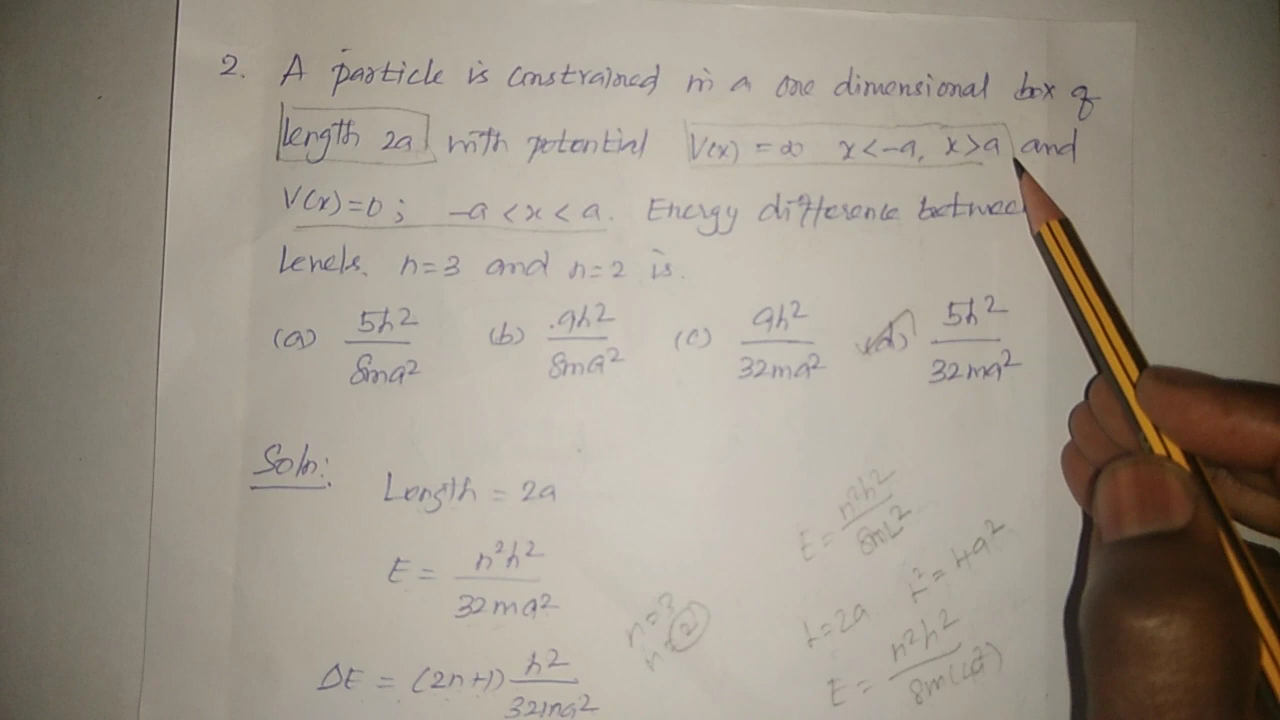 2. A particle is constrained in a one dimensional box of
length 2a with potential V(x) = ∞ x<-a, x>a and
V(x)=0; -a<x<a. Energy difference between
levels. n=3 and n=2 is.
(a) 5h²/8ma² (b) 9h²/8ma² (c) 9h²/32ma² (d) 5h²/32ma²
Soln:
Length = 2a
E = n²h²/32ma²
ΔE = (2n+1) h²/32ma²
n=3
n=2
E = n²h²/8mL²
L=2a L²=4a²
E = n²h²/8m(4a²)